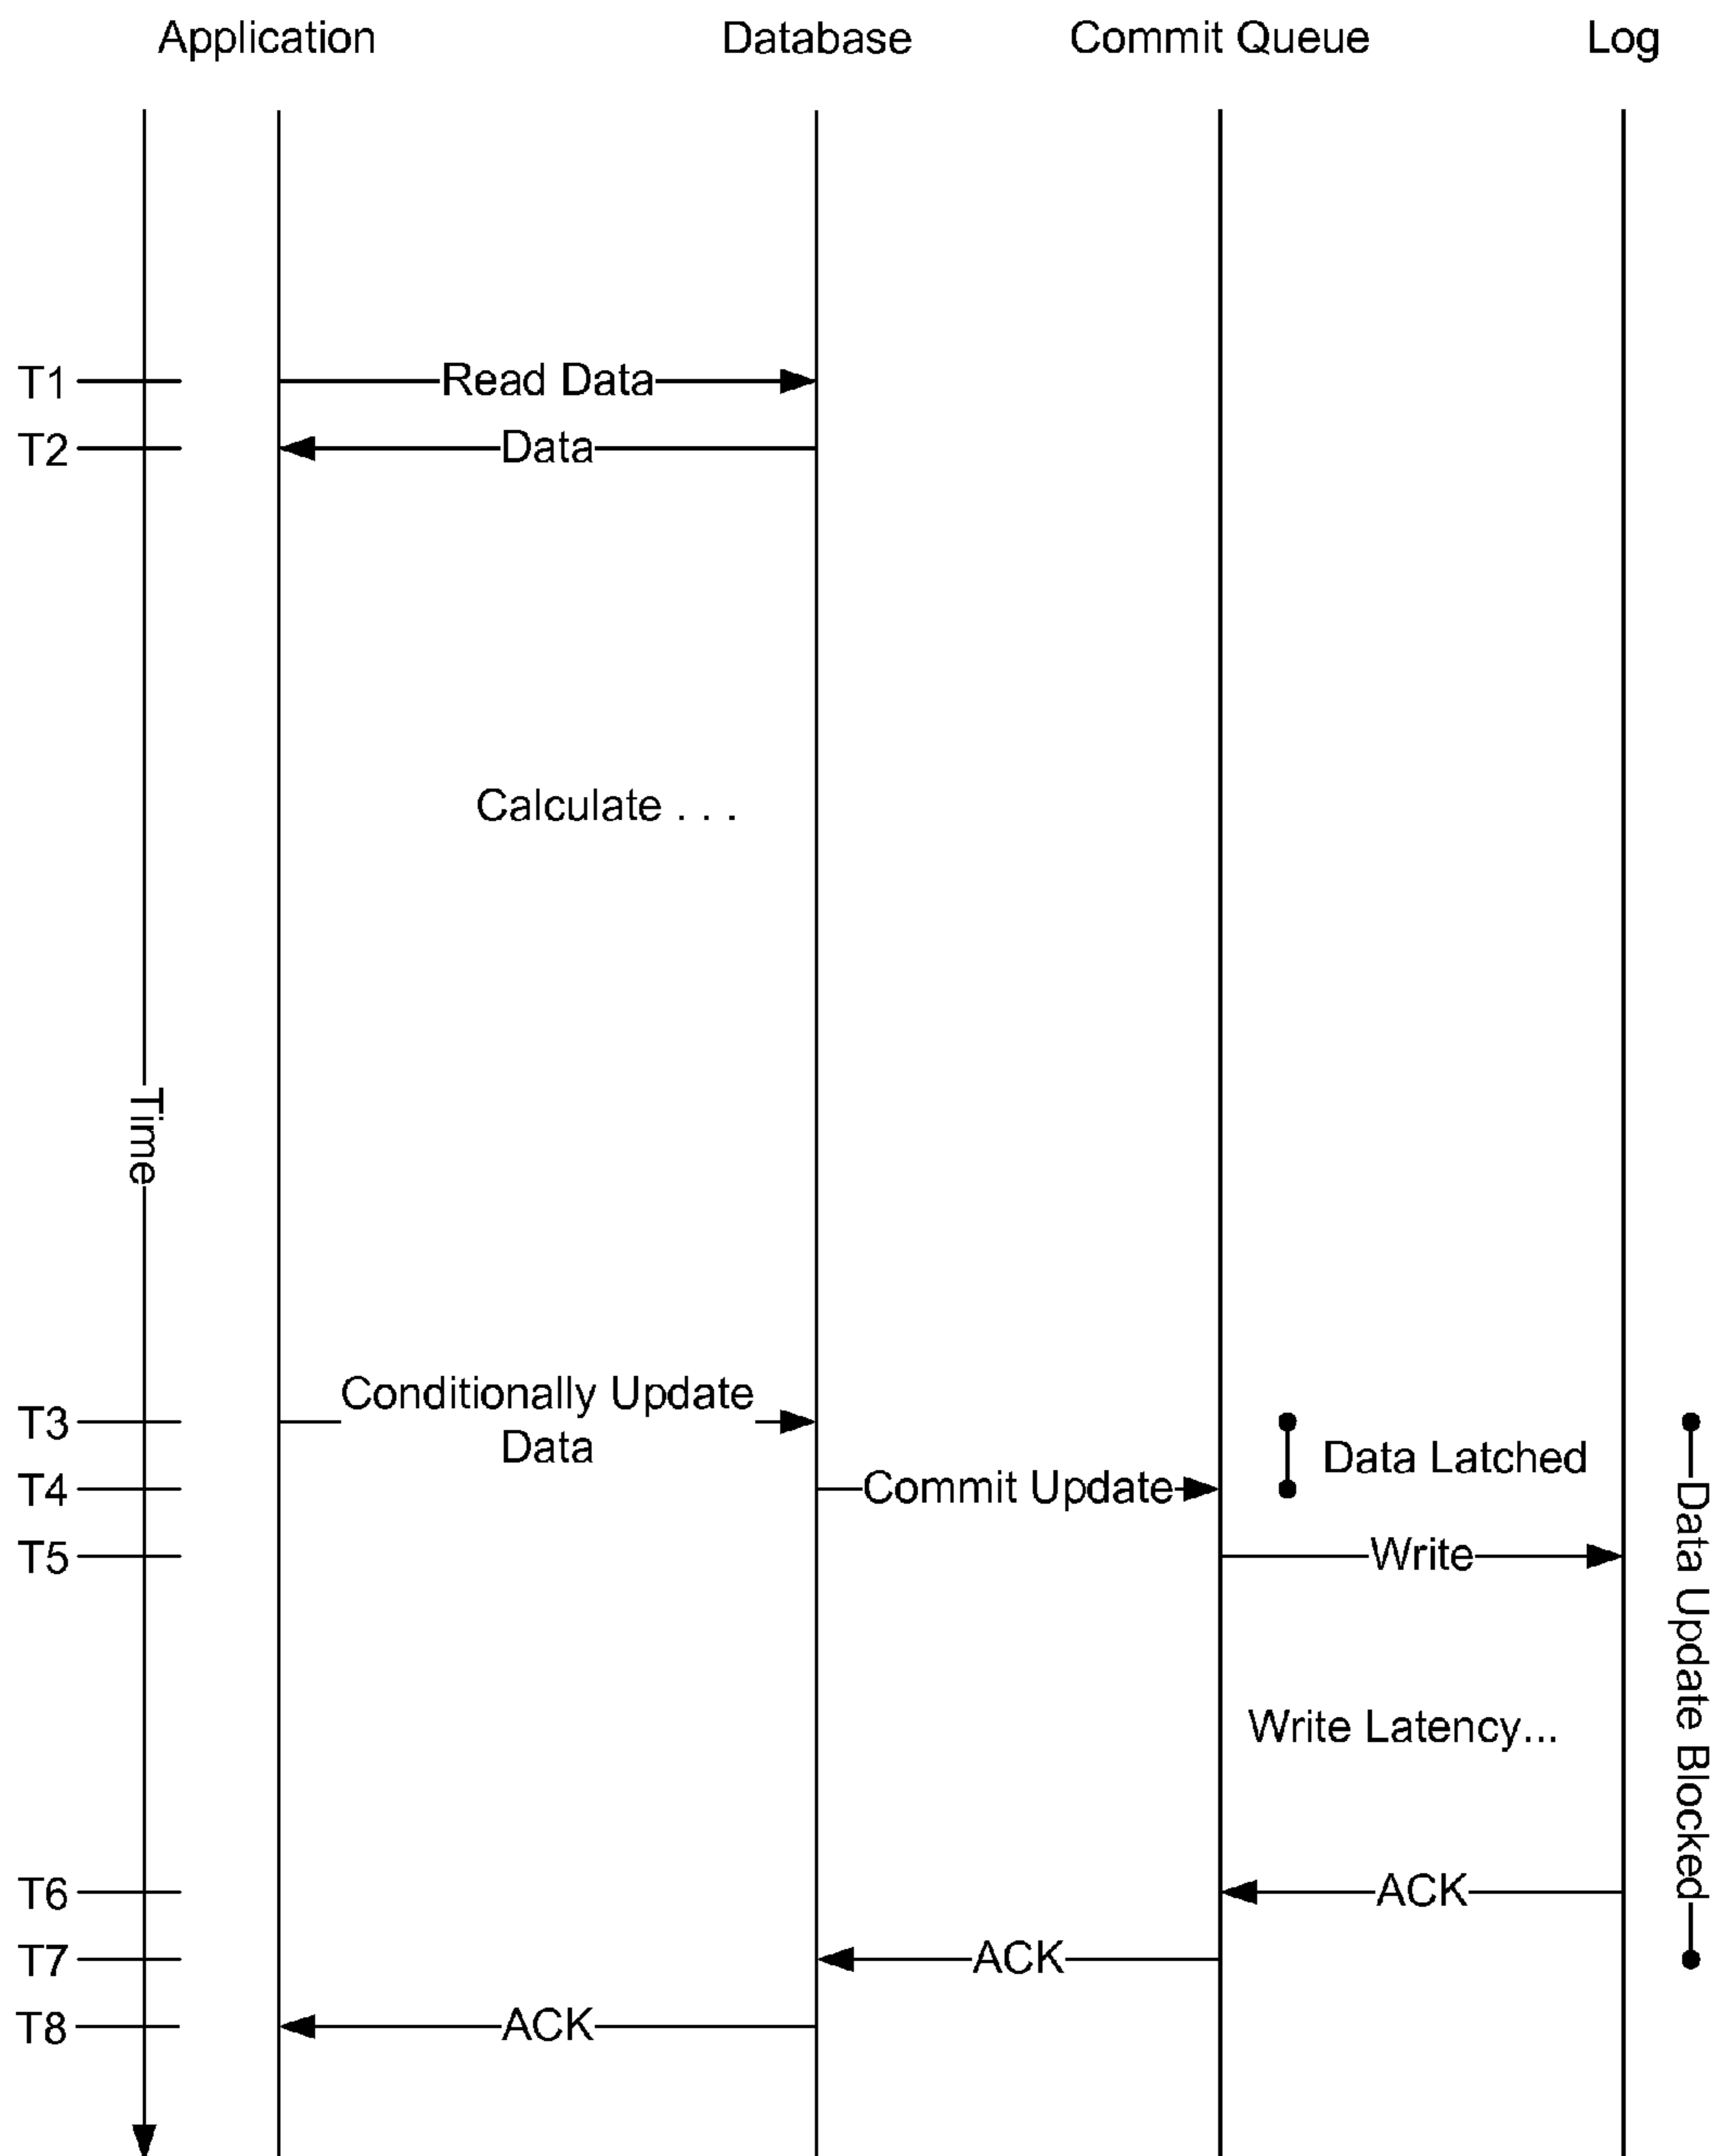 Application
Database
Commit Queue
Log
T1
Read Data
T2
Data
Calculate . . .
Time
T3
Conditionally Update
Data
Data Latched
T4
Commit Update
T5
Write
Data Update Blocked
Write Latency...
T6
ACK
T7
ACK
T8
ACK